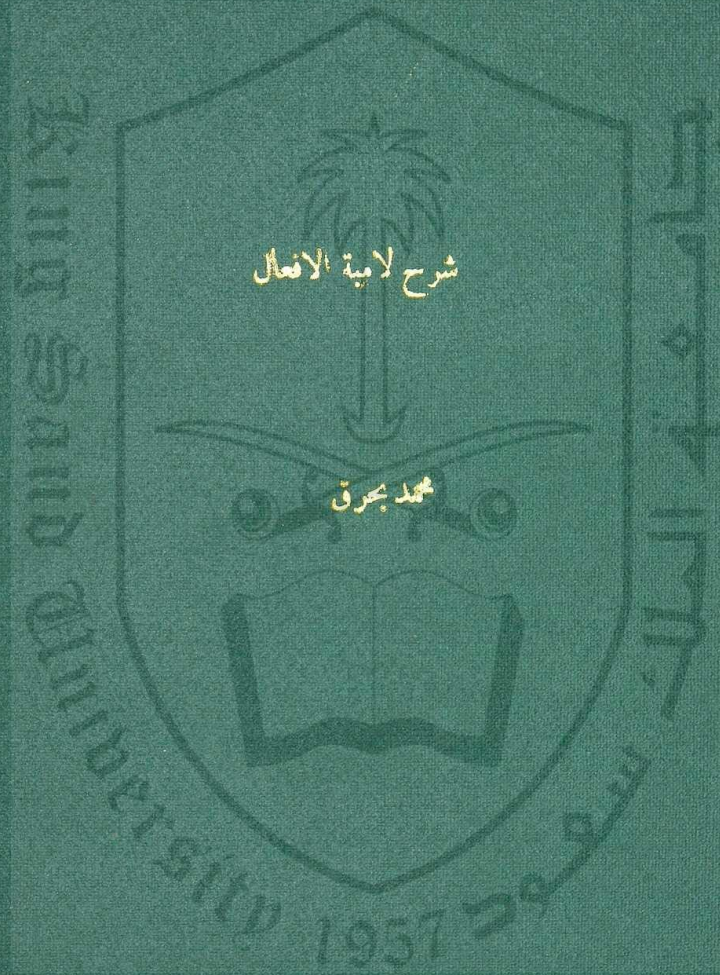 شرح لامية الافعال
محمد بحرق
King Saud University 1957
جامعة الملك سعود